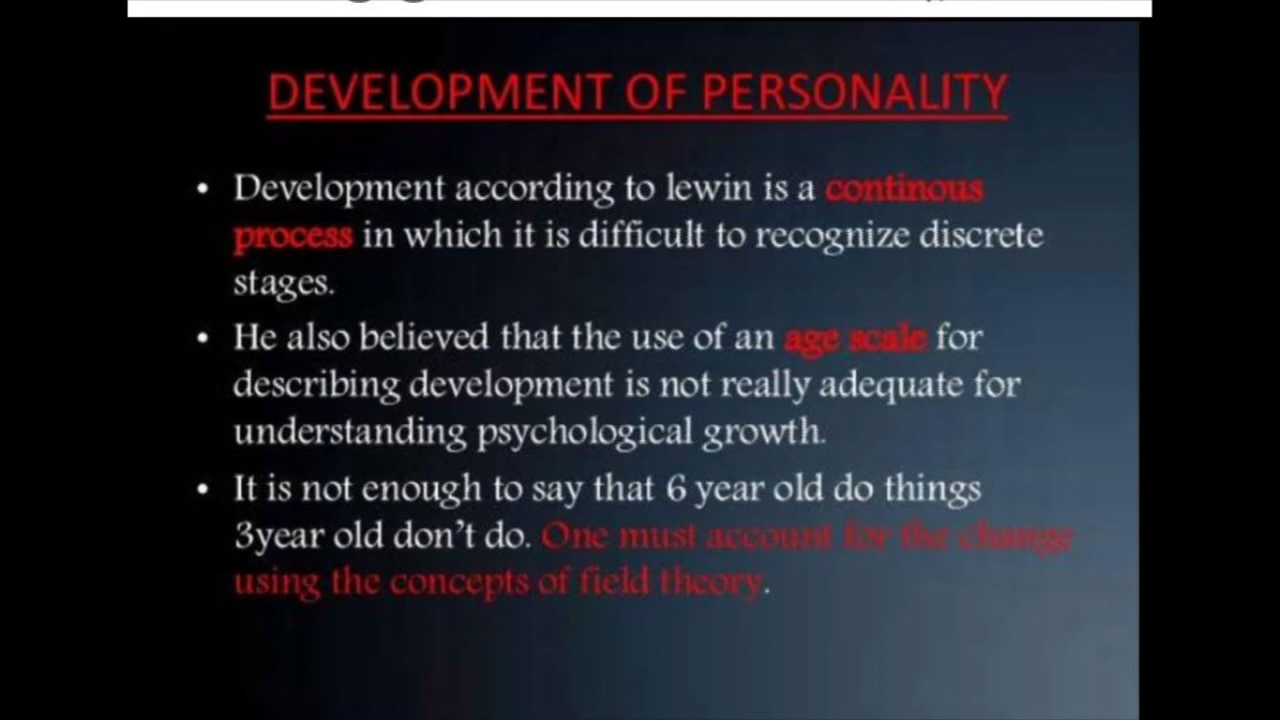 DEVELOPMENT OF PERSONALITY
• Development according to lewin is a continous
process in which it is difficult to recognize discrete
stages.
• He also believed that the use of an age scale for
describing development is not really adequate for
understanding psychological growth.
• It is not enough to say that 6 year old do things
3year old don't do. One must account for the change
using the concepts of field theory.